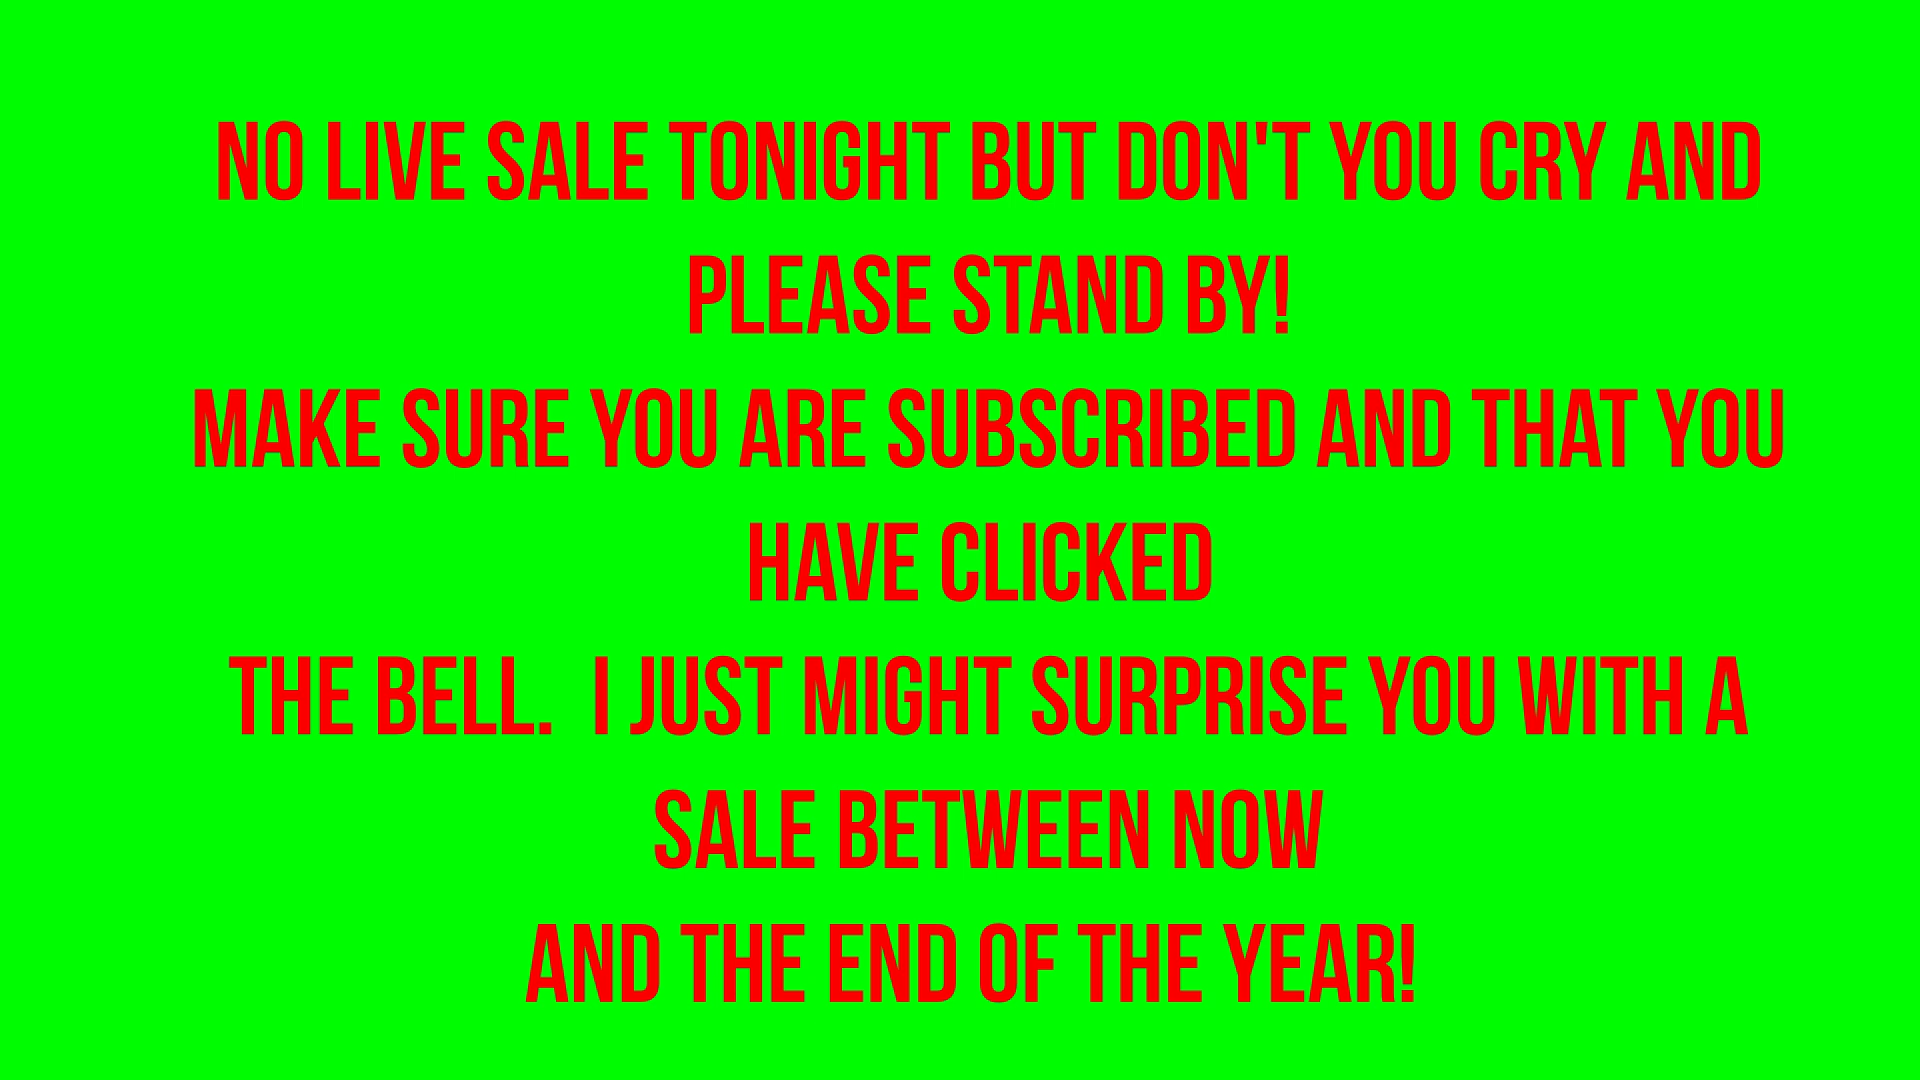 NO LIVE SALE TONIGHT BUT DON'T YOU CRY AND
PLEASE STAND BY!
MAKE SURE YOU ARE SUBSCRIBED AND THAT YOU
HAVE CLICKED
THE BELL.  I JUST MIGHT SURPRISE YOU WITH A
SALE BETWEEN NOW
AND THE END OF THE YEAR!